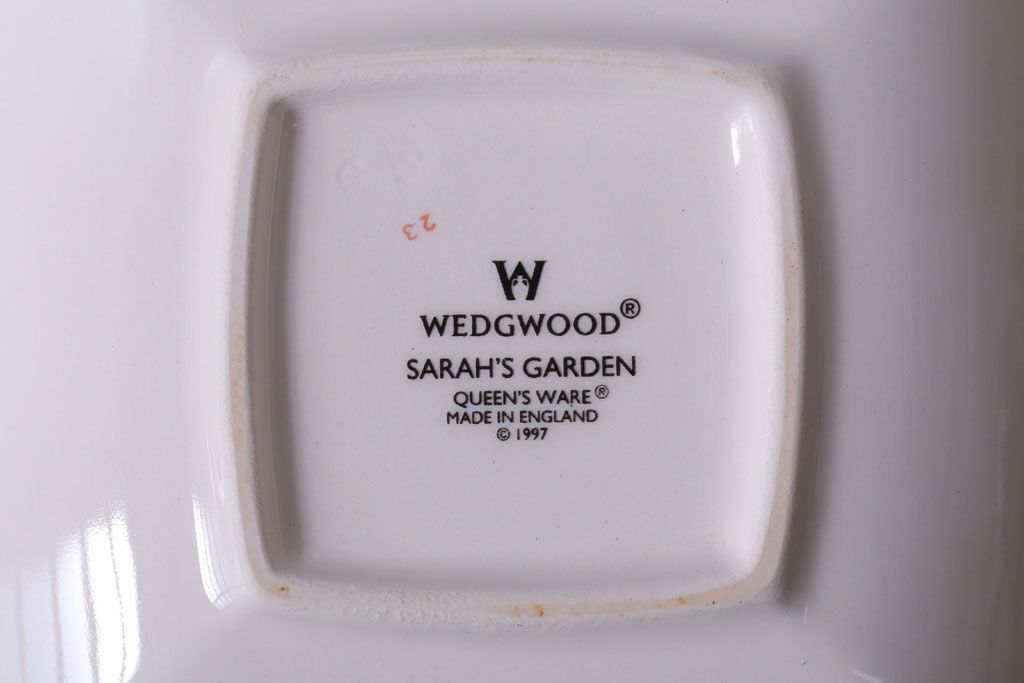 23
W
WEDGWOOD®
SARAH'S GARDEN
QUEEN'S WARE®
MADE IN ENGLAND
© 1997